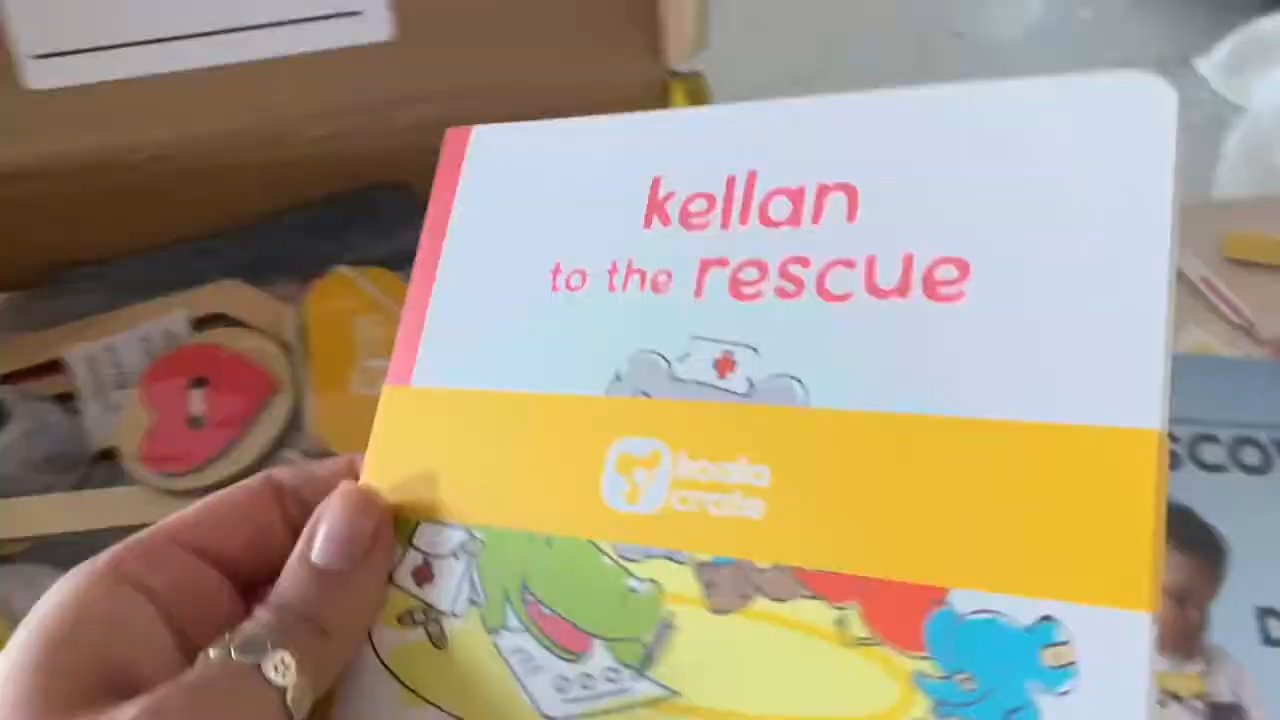 kellan
to the rescue
koala
crate